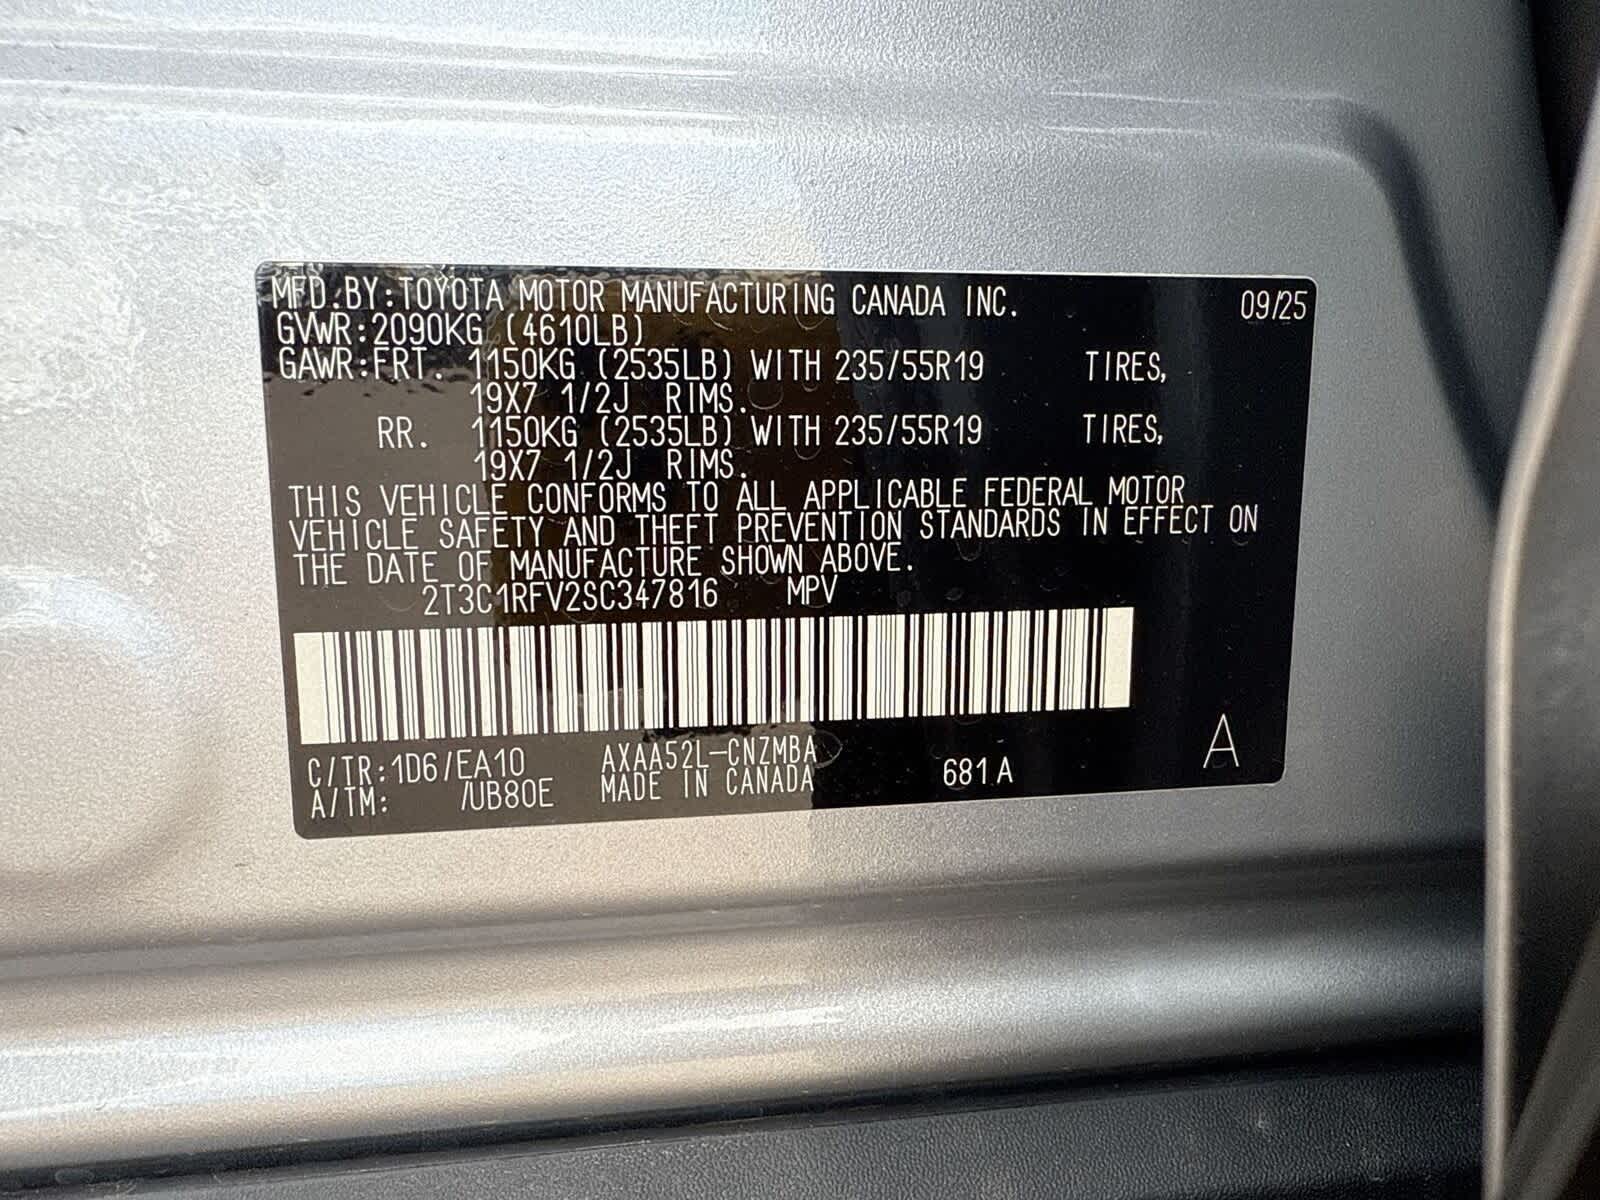 MFD.BY:TOYOTA MOTOR MANUFACTURING CANADA INC. 09/25
GVWR:2090KG (4610LB)
GAWR:FRT. 1150KG (2535LB) WITH 235/55R19 TIRES,
19X7 1/2J RIMS.
RR. 1150KG (2535LB) WITH 235/55R19 TIRES,
19X7 1/2J RIMS.
THIS VEHICLE CONFORMS TO ALL APPLICABLE FEDERAL MOTOR
VEHICLE SAFETY AND THEFT PREVENTION STANDARDS IN EFFECT ON
THE DATE OF MANUFACTURE SHOWN ABOVE.
2T3C1RFV2SC347816 MPV
C/TR:1D6/EA10 AXAA52L-CNZMBA
A/TM: /UB80E MADE IN CANADA 681A A